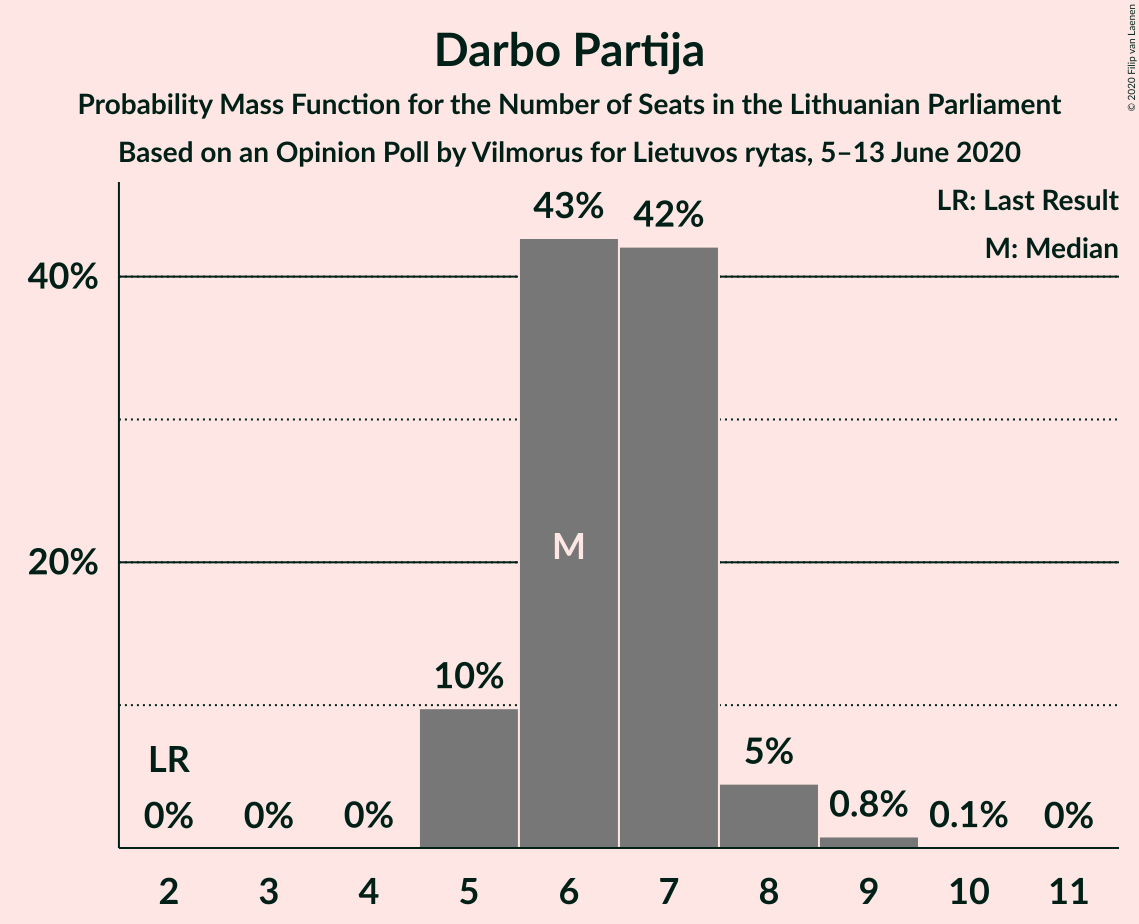 Darbo Partija
Probability Mass Function for the Number of Seats in the Lithuanian Parliament
Based on an Opinion Poll by Vilmorus for Lietuvos rytas, 5–13 June 2020
© 2020 Filip van Laenen
LR: Last Result
M: Median
43%
42%
40%
M
20%
10%
5%
LR
0%
0%
0%
0.8%
0.1%
0%
2 3 4 5 6 7 8 9 10 11